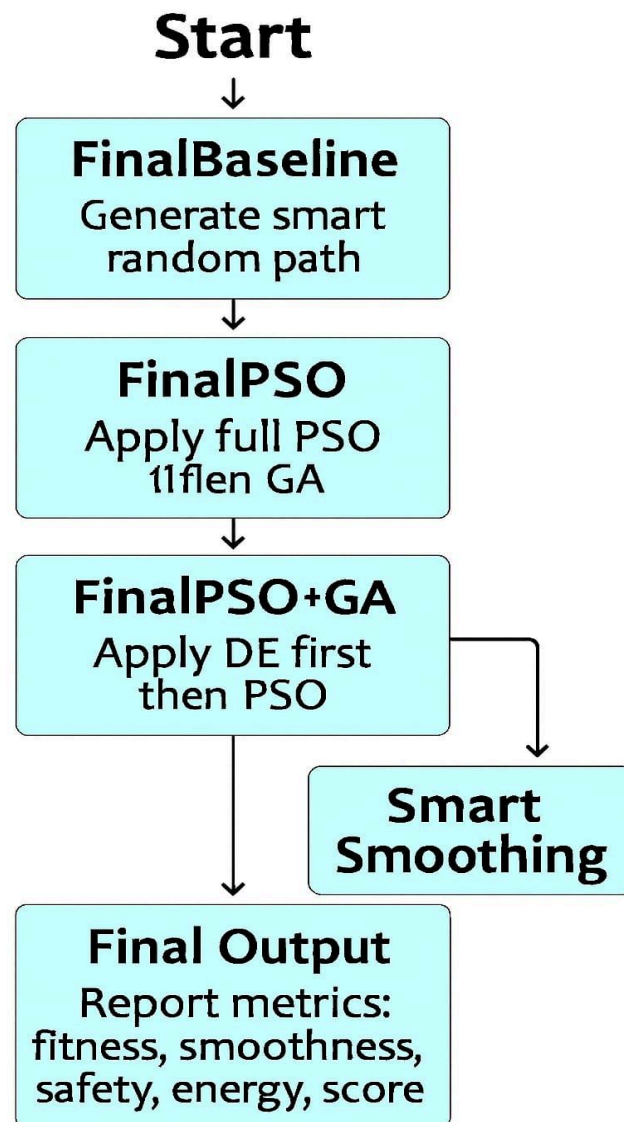 Start
FinalBaseline
Generate smart
random path
FinalPSO
Apply full PSO
11flen GA
FinalPSO+GA
Apply DE first
then PSO
Smart
Smoothing
Final Output
Report metrics:
fitness, smoothness,
safety, energy, score